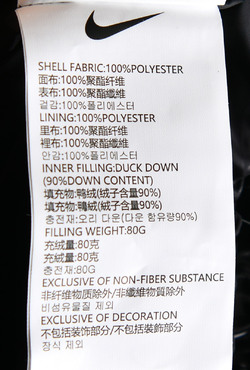 SHELL FABRIC:100%POLYESTER
面布:100%聚酯纤维
表布:100%聚酯纖維
겉감:100%폴리에스터
LINING:100%POLYESTER
里布:100%聚酯纤维
裡布:100%聚酯纖維
안감:100%폴리에스터
INNER FILLING:DUCK DOWN
(90%DOWN CONTENT)
填充物:鸭绒(绒子含量90%)
填充物:鴨絨(絨子含量90%)
충전재:오리 다운(다운 함유량90%)
FILLING WEIGHT:80G
充绒量:80克
充絨量:80克
충전재:80G
EXCLUSIVE OF NON-FIBER SUBSTANCE
非纤维物质除外/非纖維物質除外
비섬유물질 제외
EXCLUSIVE OF DECORATION
不包括装饰部分/不包括裝飾部分
장식 제외